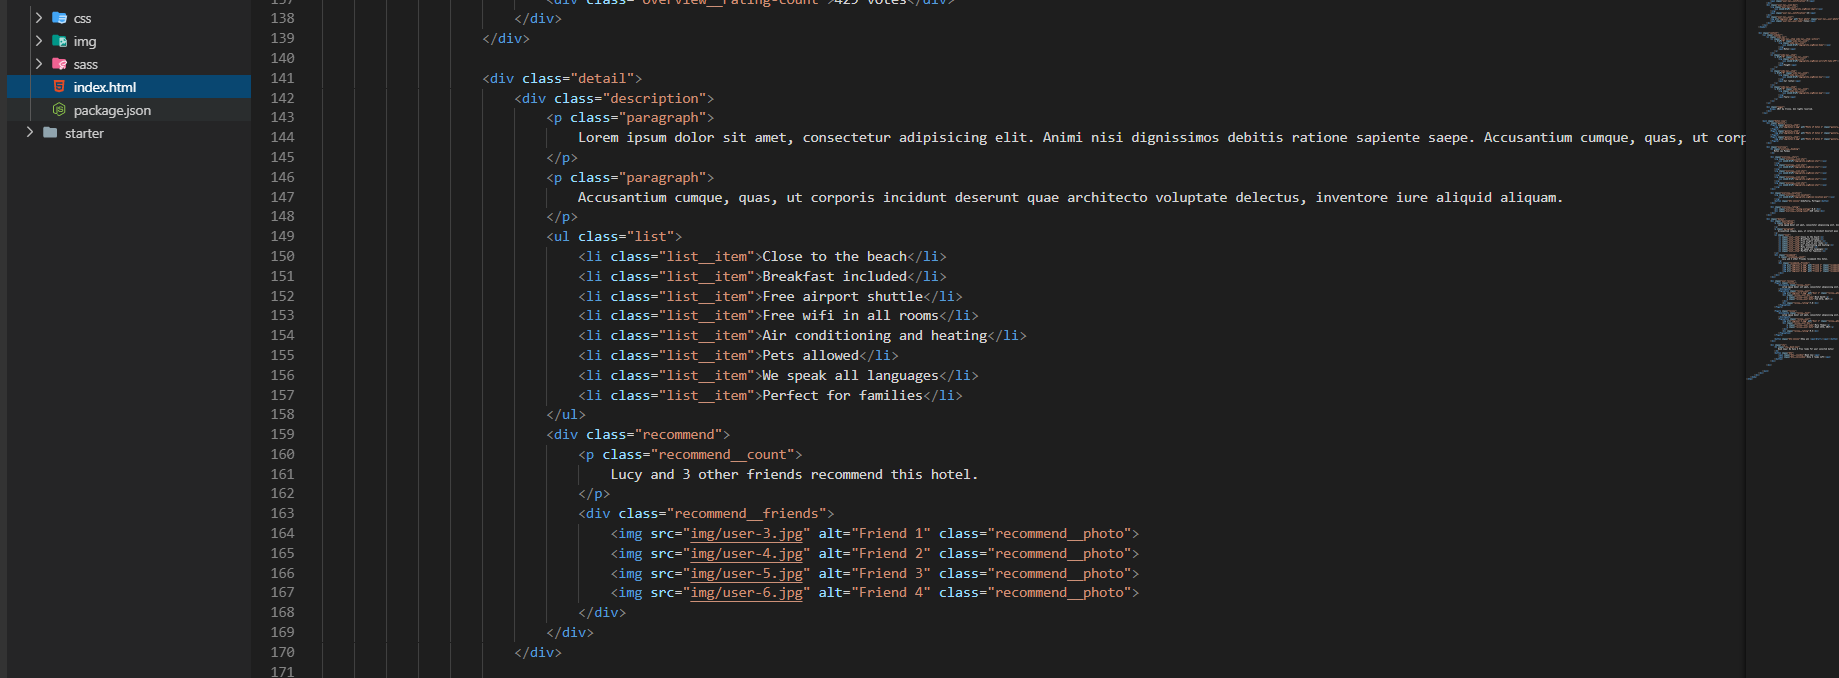 css
img
sass
index.html
package.json
starter
137 <div class="overview__rating-count">429 votes</div>
138 </div>
139 </div>
140
141 <div class="detail">
142 <div class="description">
143 <p class="paragraph">
144 Lorem ipsum dolor sit amet, consectetur adipisicing elit. Animi nisi dignissimos debitis ratione sapiente saepe. Accusantium cumque, quas, ut corp
145 </p>
146 <p class="paragraph">
147 Accusantium cumque, quas, ut corporis incidunt deserunt quae architecto voluptate delectus, inventore iure aliquid aliquam.
148 </p>
149 <ul class="list">
150 <li class="list__item">Close to the beach</li>
151 <li class="list__item">Breakfast included</li>
152 <li class="list__item">Free airport shuttle</li>
153 <li class="list__item">Free wifi in all rooms</li>
154 <li class="list__item">Air conditioning and heating</li>
155 <li class="list__item">Pets allowed</li>
156 <li class="list__item">We speak all languages</li>
157 <li class="list__item">Perfect for families</li>
158 </ul>
159 <div class="recommend">
160 <p class="recommend__count">
161 Lucy and 3 other friends recommend this hotel.
162 </p>
163 <div class="recommend__friends">
164 <img src="img/user-3.jpg" alt="Friend 1" class="recommend__photo">
165 <img src="img/user-4.jpg" alt="Friend 2" class="recommend__photo">
166 <img src="img/user-5.jpg" alt="Friend 3" class="recommend__photo">
167 <img src="img/user-6.jpg" alt="Friend 4" class="recommend__photo">
168 </div>
169 </div>
170 </div>
171